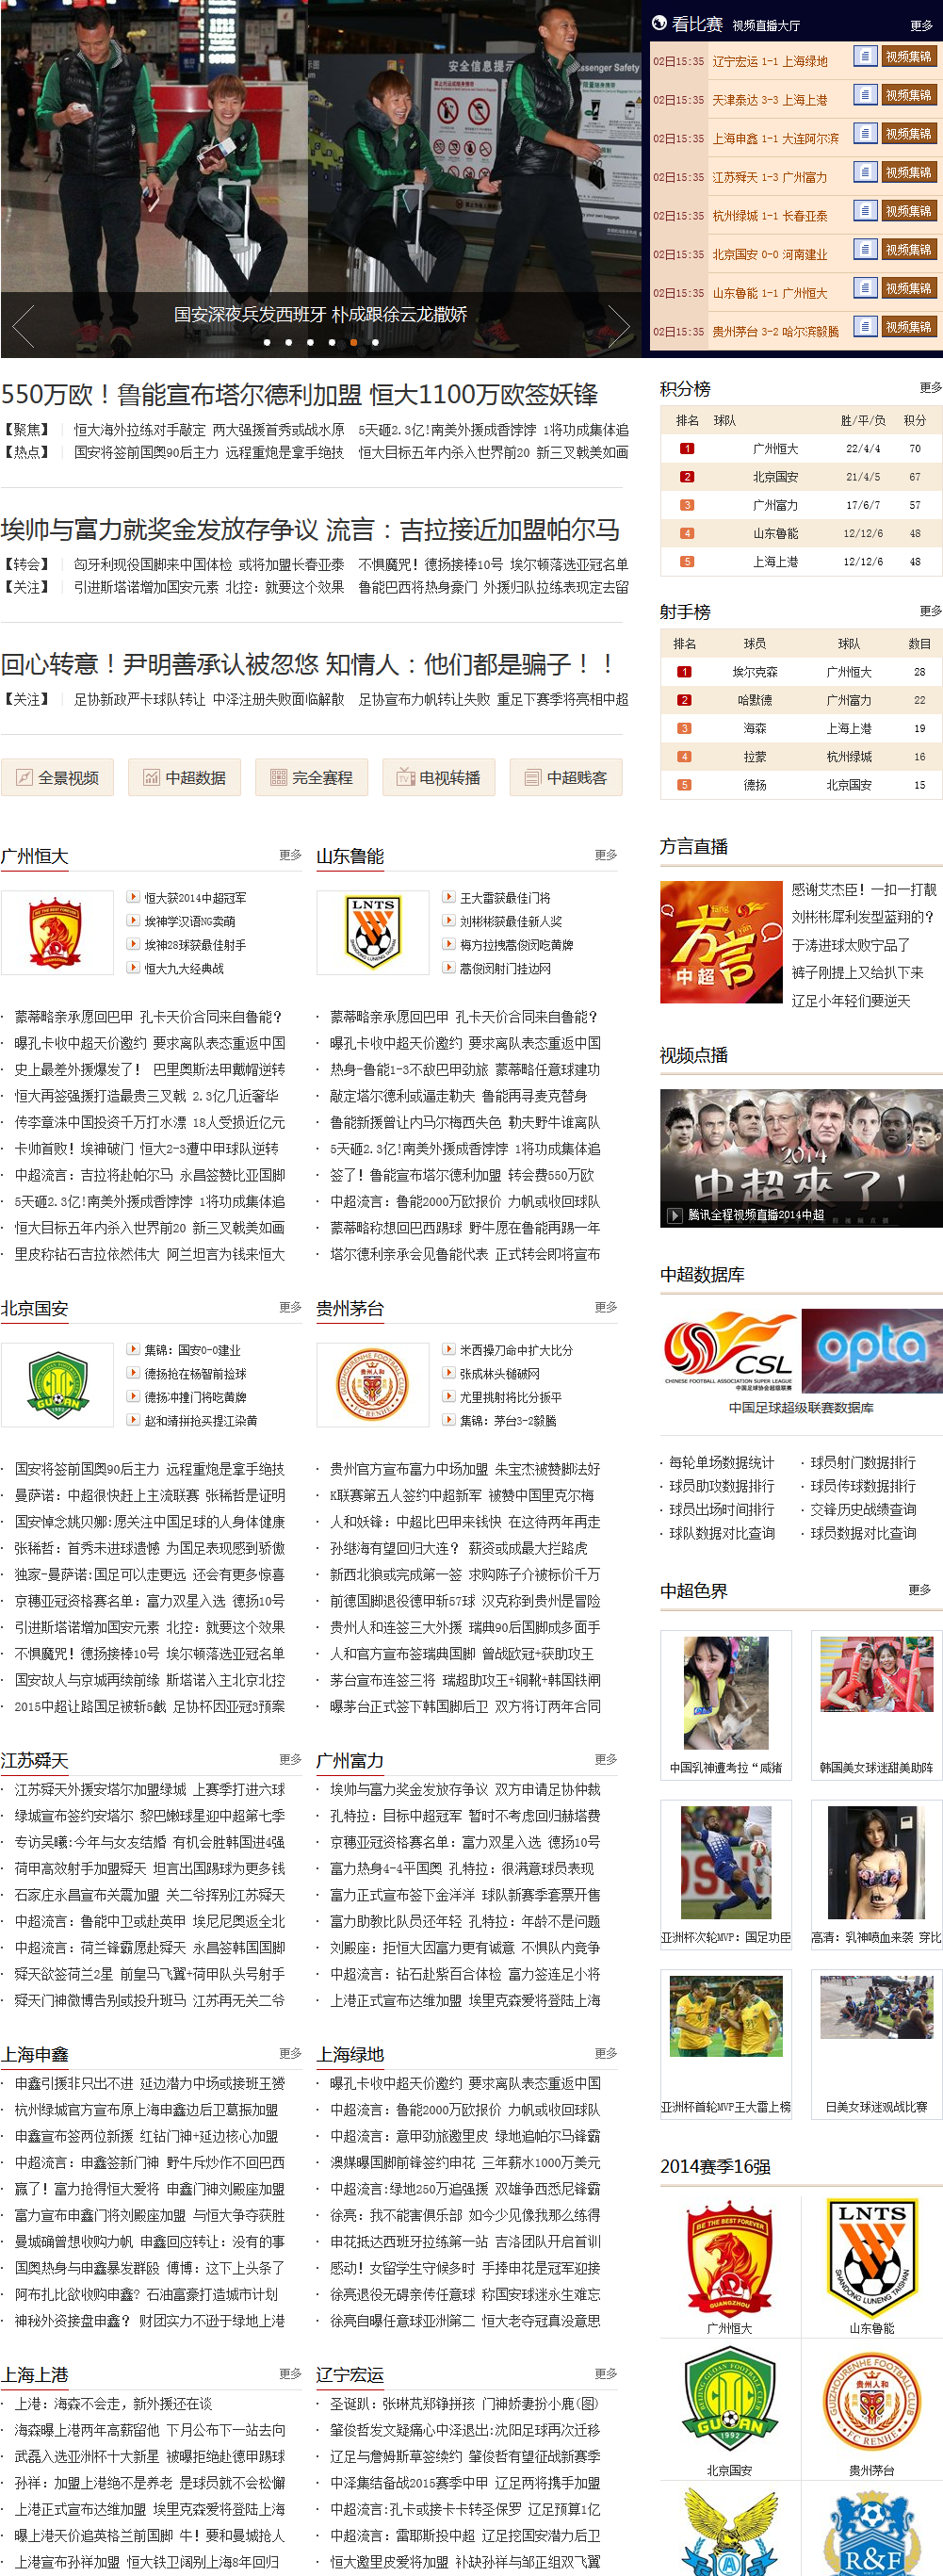 国安深夜兵发西班牙 朴成跟徐云龙撒娇
看比赛 视频直播大厅 更多
02日15:35 辽宁宏运 1-1 上海绿地 视频集锦
02日15:35 天津泰达 3-3 上海上港 视频集锦
02日15:35 上海申鑫 1-1 大连阿尔滨 视频集锦
02日15:35 江苏舜天 1-3 广州富力 视频集锦
02日15:35 杭州绿城 1-1 长春亚泰 视频集锦
02日15:35 北京国安 0-0 河南建业 视频集锦
02日15:35 山东鲁能 1-1 广州恒大 视频集锦
02日15:35 贵州茅台 3-2 哈尔滨毅腾 视频集锦
550万欧！鲁能宣布塔尔德利加盟 恒大1100万欧签妖锋
【聚焦】 恒大海外拉练对手敲定 两大强援首秀或战水原 5天砸2.3亿!南美外援成香饽饽 1将功成集体追
【热点】 国安将签前国奥90后主力 远程重炮是拿手绝技 恒大目标五年内杀入世界前20 新三叉戟美如画
埃帅与富力就奖金发放存争议 流言：吉拉接近加盟帕尔马
【转会】 匈牙利现役国脚来中国体检 或将加盟长春亚泰 不惧魔咒！德扬接棒10号 埃尔顿落选亚冠名单
【关注】 引进斯塔诺增加国安元素 北控：就要这个效果 鲁能巴西将热身豪门 外援归队拉练表现定去留
回心转意！尹明善承认被忽悠 知情人：他们都是骗子！！
【关注】 足协新政严卡球队转让 中泽注册失败面临解散 足协宣布力帆转让失败 重足下赛季将亮相中超
全景视频 中超数据 完全赛程 电视转播 中超贱客
积分榜 更多
排名 球队 胜/平/负 积分
1 广州恒大 22/4/4 70
2 北京国安 21/4/5 67
3 广州富力 17/6/7 57
4 山东鲁能 12/12/6 48
5 上海上港 12/12/6 48
射手榜 更多
排名 球员 球队 数目
1 埃尔克森 广州恒大 28
2 哈默德 广州富力 22
3 海森 上海上港 19
4 拉蒙 杭州绿城 16
5 德扬 北京国安 15
广州恒大 更多
恒大获2014中超冠军
埃神学汉语NG卖萌
埃神28球获最佳射手
恒大九大经典战
蒙蒂略亲承愿回巴甲 孔卡天价合同来自鲁能？
曝孔卡收中超天价邀约 要求离队表态重返中国
史上最差外援爆发了！ 巴里奥斯法甲戴帽逆转
恒大再签强援打造最贵三叉戟 2.3亿几近奢华
传李章洙中国投资千万打水漂 18人受损近亿元
卡帅首败！埃神破门 恒大2-3遭中甲球队逆转
中超流言：吉拉将赴帕尔马 永昌签赞比亚国脚
5天砸2.3亿!南美外援成香饽饽 1将功成集体追
恒大目标五年内杀入世界前20 新三叉戟美如画
里皮称钻石吉拉依然伟大 阿兰坦言为钱来恒大
山东鲁能 更多
LNTS
王大雷获最佳门将
刘彬彬获最佳新人奖
梅方拉拽蒿俊闵吃黄牌
蒿俊闵射门挂边网
蒙蒂略亲承愿回巴甲 孔卡天价合同来自鲁能？
曝孔卡收中超天价邀约 要求离队表态重返中国
热身-鲁能1-3不敌巴甲劲旅 蒙蒂略任意球建功
敲定塔尔德利或逼走勒夫 鲁能再寻麦克替身
鲁能新援曾让内马尔梅西失色 勒夫野牛谁离队
5天砸2.3亿!南美外援成香饽饽 1将功成集体追
签了！鲁能宣布塔尔德利加盟 转会费550万欧
中超流言：鲁能2000万欧报价 力帆或收回球队
蒙蒂略称想回巴西踢球 野牛愿在鲁能再踢一年
塔尔德利亲承会见鲁能代表 正式转会即将宣布
方言直播
方言 中超
感谢艾杰臣！一扣一打靓
刘彬彬犀利发型蓝翔的？
于涛进球太败宁品了
裤子刚提上又给扒下来
辽足小年轻们要逆天
视频点播
2014
中超来了！
腾讯全程视频直播2014中超
中超数据库
CSL
CHINESE FOOTBALL ASSOCIATION SUPER LEAGUE
中国足球协会超级联赛
opta
中国足球超级联赛数据库
每轮单场数据统计 球员射门数据排行
球员助攻数据排行 球员传球数据排行
球员出场时间排行 交锋历史战绩查询
球队数据对比查询 球员数据对比查询
北京国安 更多
GUOAN
集锦：国安0-0建业
德扬抢在杨智前捡球
德扬冲撞门将吃黄牌
赵和靖拼抢买提江染黄
国安将签前国奥90后主力 远程重炮是拿手绝技
曼萨诺：中超很快赶上主流联赛 张稀哲是证明
国安悼念姚贝娜:愿关注中国足球的人身体健康
张稀哲：首秀未进球遗憾 为国足表现感到骄傲
独家-曼萨诺:国足可以走更远 还会有更多惊喜
京穗亚冠资格赛名单：富力双星入选 德扬10号
引进斯塔诺增加国安元素 北控：就要这个效果
不惧魔咒！德扬接棒10号 埃尔顿落选亚冠名单
国安故人与京城再续前缘 斯塔诺入主北京北控
2015中超让路国足被斩5截 足协杯因亚冠3预案
贵州茅台 更多
米西操刀命中扩大比分
张成林头槌破网
尤里挑射将比分扳平
集锦：茅台3-2毅腾
贵州官方宣布富力中场加盟 朱宝杰被赞脚法好
K联赛第五人签约中超新军 被赞中国里克尔梅
人和妖锋：中超比巴甲来钱快 在这待两年再走
孙继海有望回归大连？ 薪资或成最大拦路虎
新西北狼或完成第一签 求购陈子介被标价千万
前德国脚退役德甲斩57球 汉克称到贵州是冒险
贵州人和连签三大外援 瑞典90后国脚成多面手
人和官方宣布签瑞典国脚 曾战欧冠+获助攻王
茅台宣布连签三将 瑞超助攻王+铜靴+韩国铁闸
曝茅台正式签下韩国脚后卫 双方将订两年合同
中超色界 更多
中国乳神遭考拉“咸猪 韩国美女球迷甜美助阵
亚洲杯次轮MVP：国足功臣 高清：乳神喷血来袭 穿比
亚洲杯首轮MVP王大雷上榜 日美女球迷观战比赛
江苏舜天 更多
江苏舜天外援安塔尔加盟绿城 上赛季打进六球
绿城宣布签约安塔尔 黎巴嫩球星迎中超第七季
专访吴曦:今年与女友结婚 有机会胜韩国进4强
荷甲高效射手加盟舜天 坦言出国踢球为更多钱
石家庄永昌宣布关震加盟 关二爷挥别江苏舜天
中超流言：鲁能中卫或赴英甲 埃尼尼奥返全北
中超流言：荷兰锋霸愿赴舜天 永昌签韩国国脚
舜天欲签荷兰2星 前皇马飞翼+荷甲队头号射手
舜天门神微博告别或投升班马 江苏再无关二爷
广州富力 更多
埃帅与富力奖金发放存争议 双方申请足协仲裁
孔特拉：目标中超冠军 暂时不考虑回归赫塔费
京穗亚冠资格赛名单：富力双星入选 德扬10号
富力热身4-4平国奥 孔特拉：很满意球员表现
富力正式宣布签下金洋洋 球队新赛季套票开售
富力助教比队员还年轻 孔特拉：年龄不是问题
刘殿座：拒恒大因富力更有诚意 不惧队内竞争
中超流言：钻石赴紫百合体检 富力签连足小将
上港正式宣布达维加盟 埃里克森爱将登陆上海
上海申鑫 更多
申鑫引援非只出不进 延边潜力中场或接班王赟
杭州绿城官方宣布原上海申鑫边后卫葛振加盟
申鑫宣布签两位新援 红钻门神+延边核心加盟
中超流言：申鑫签新门神 野牛斥炒作不回巴西
赢了！富力抢得恒大爱将 申鑫门神刘殿座加盟
富力宣布申鑫门将刘殿座加盟 与恒大争夺获胜
曼城确曾想收购力帆 申鑫回应转让：没有的事
国奥热身与申鑫暴发群殴 傅博：这下上头条了
阿布扎比欲收购申鑫? 石油富豪打造城市计划
神秘外资接盘申鑫？ 财团实力不逊于绿地上港
上海绿地 更多
曝孔卡收中超天价邀约 要求离队表态重返中国
中超流言：鲁能2000万欧报价 力帆或收回球队
中超流言：意甲劲旅邀里皮 绿地追帕尔马锋霸
澳媒曝国脚前锋签约申花 三年薪水1000万美元
中超流言:绿地250万追强援 双雄争西悉尼锋霸
徐亮：我不能害俱乐部 如今少见像我那么练得
申花抵达西班牙拉练第一站 吉洛团队开启首训
感动！女留学生守候多时 手捧申花是冠军迎接
徐亮退役无碍亲传任意球 称国安球迷永生难忘
徐亮自曝任意球亚洲第二 恒大老夺冠真没意思
2014赛季16强
BE THE BEST FOREVER
GUANGZHOU
LNTS
SHANDONG LUNENG TAISHAN
广州恒大 山东鲁能
GUOAN
1992
GUIZHOURENHE FOOTBALL
贵州人和
F.C RENHE
北京国安 贵州茅台
R&F
上海上港 更多
上港：海森不会走，新外援还在谈
海森曝上港两年高薪留他 下月公布下一站去向
武磊入选亚洲杯十大新星 被曝拒绝赴德甲踢球
孙祥：加盟上港绝不是养老 是球员就不会松懈
上港正式宣布达维加盟 埃里克森爱将登陆上海
曝上港天价追英格兰前国脚 牛！要和曼城抢人
上港宣布孙祥加盟 恒大铁卫阔别上海8年回归
辽宁宏运 更多
圣诞趴：张琳芃郑铮拼孩 门神娇妻扮小鹿(图)
肇俊哲发文疑痛心中泽退出:沈阳足球再次迁移
辽足与詹姆斯草签续约 肇俊哲有望征战新赛季
中泽集结备战2015赛季中甲 辽足两将携手加盟
中超流言:孔卡或接卡卡转圣保罗 辽足预算1亿
中超流言：雷耶斯投中超 辽足挖国安潜力后卫
恒大邀里皮爱将加盟 补缺孙祥与邹正组双飞翼